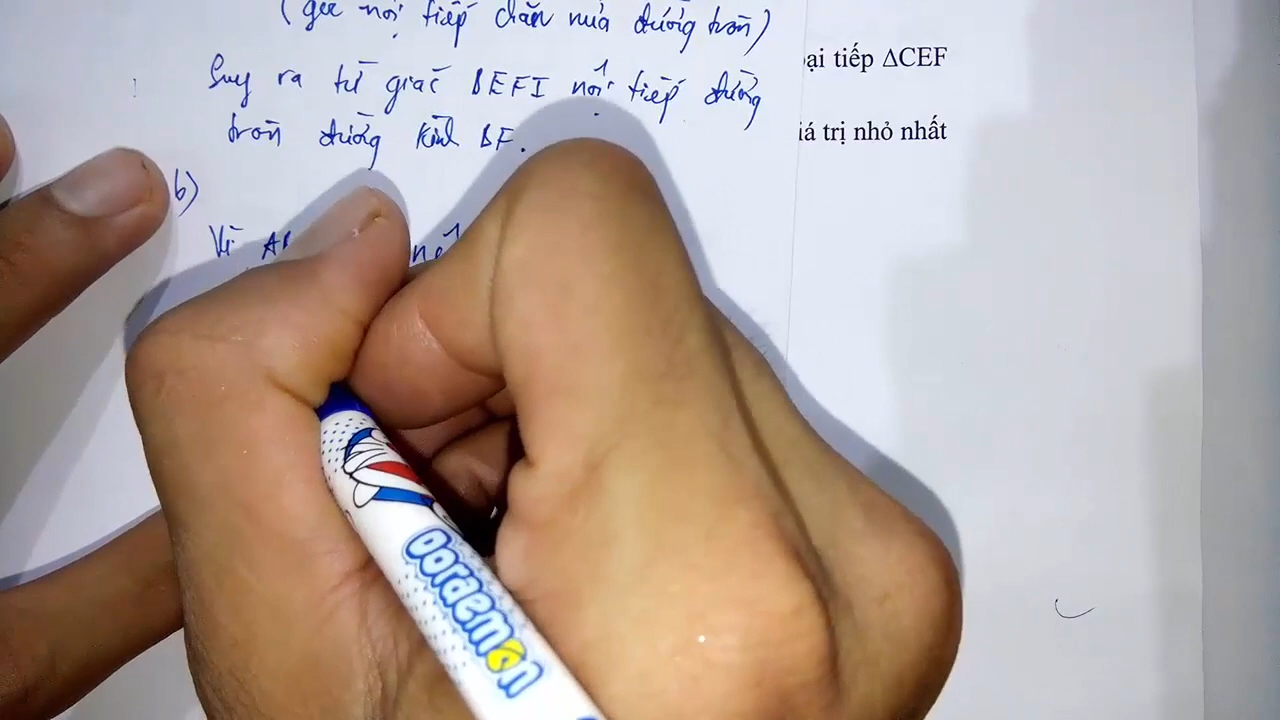 (góc nội tiếp chắn nửa đường tròn)
ại tiếp ΔCEF
Suy ra tứ giác BEFI nội tiếp đường
tròn đường kính BF.
iá trị nhỏ nhất
b)
Vì AB
Doraemon